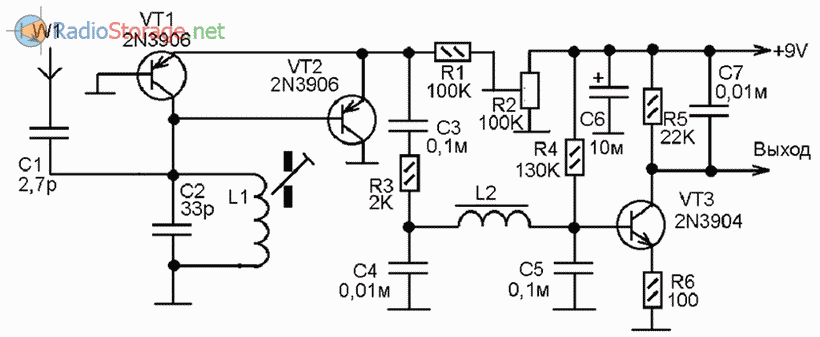 RadioStorage.net
W1
VT1
2N3906
VT2
2N3906
R1
100K
R2
100K
+9V
C7
0,01м
C3
0,1м
R4
130K
C6
+
10м
R5
22K
Выход
C1
2,7p
C2
33p
L1
R3
2K
L2
VT3
2N3904
C4
0,01м
C5
0,1м
R6
100